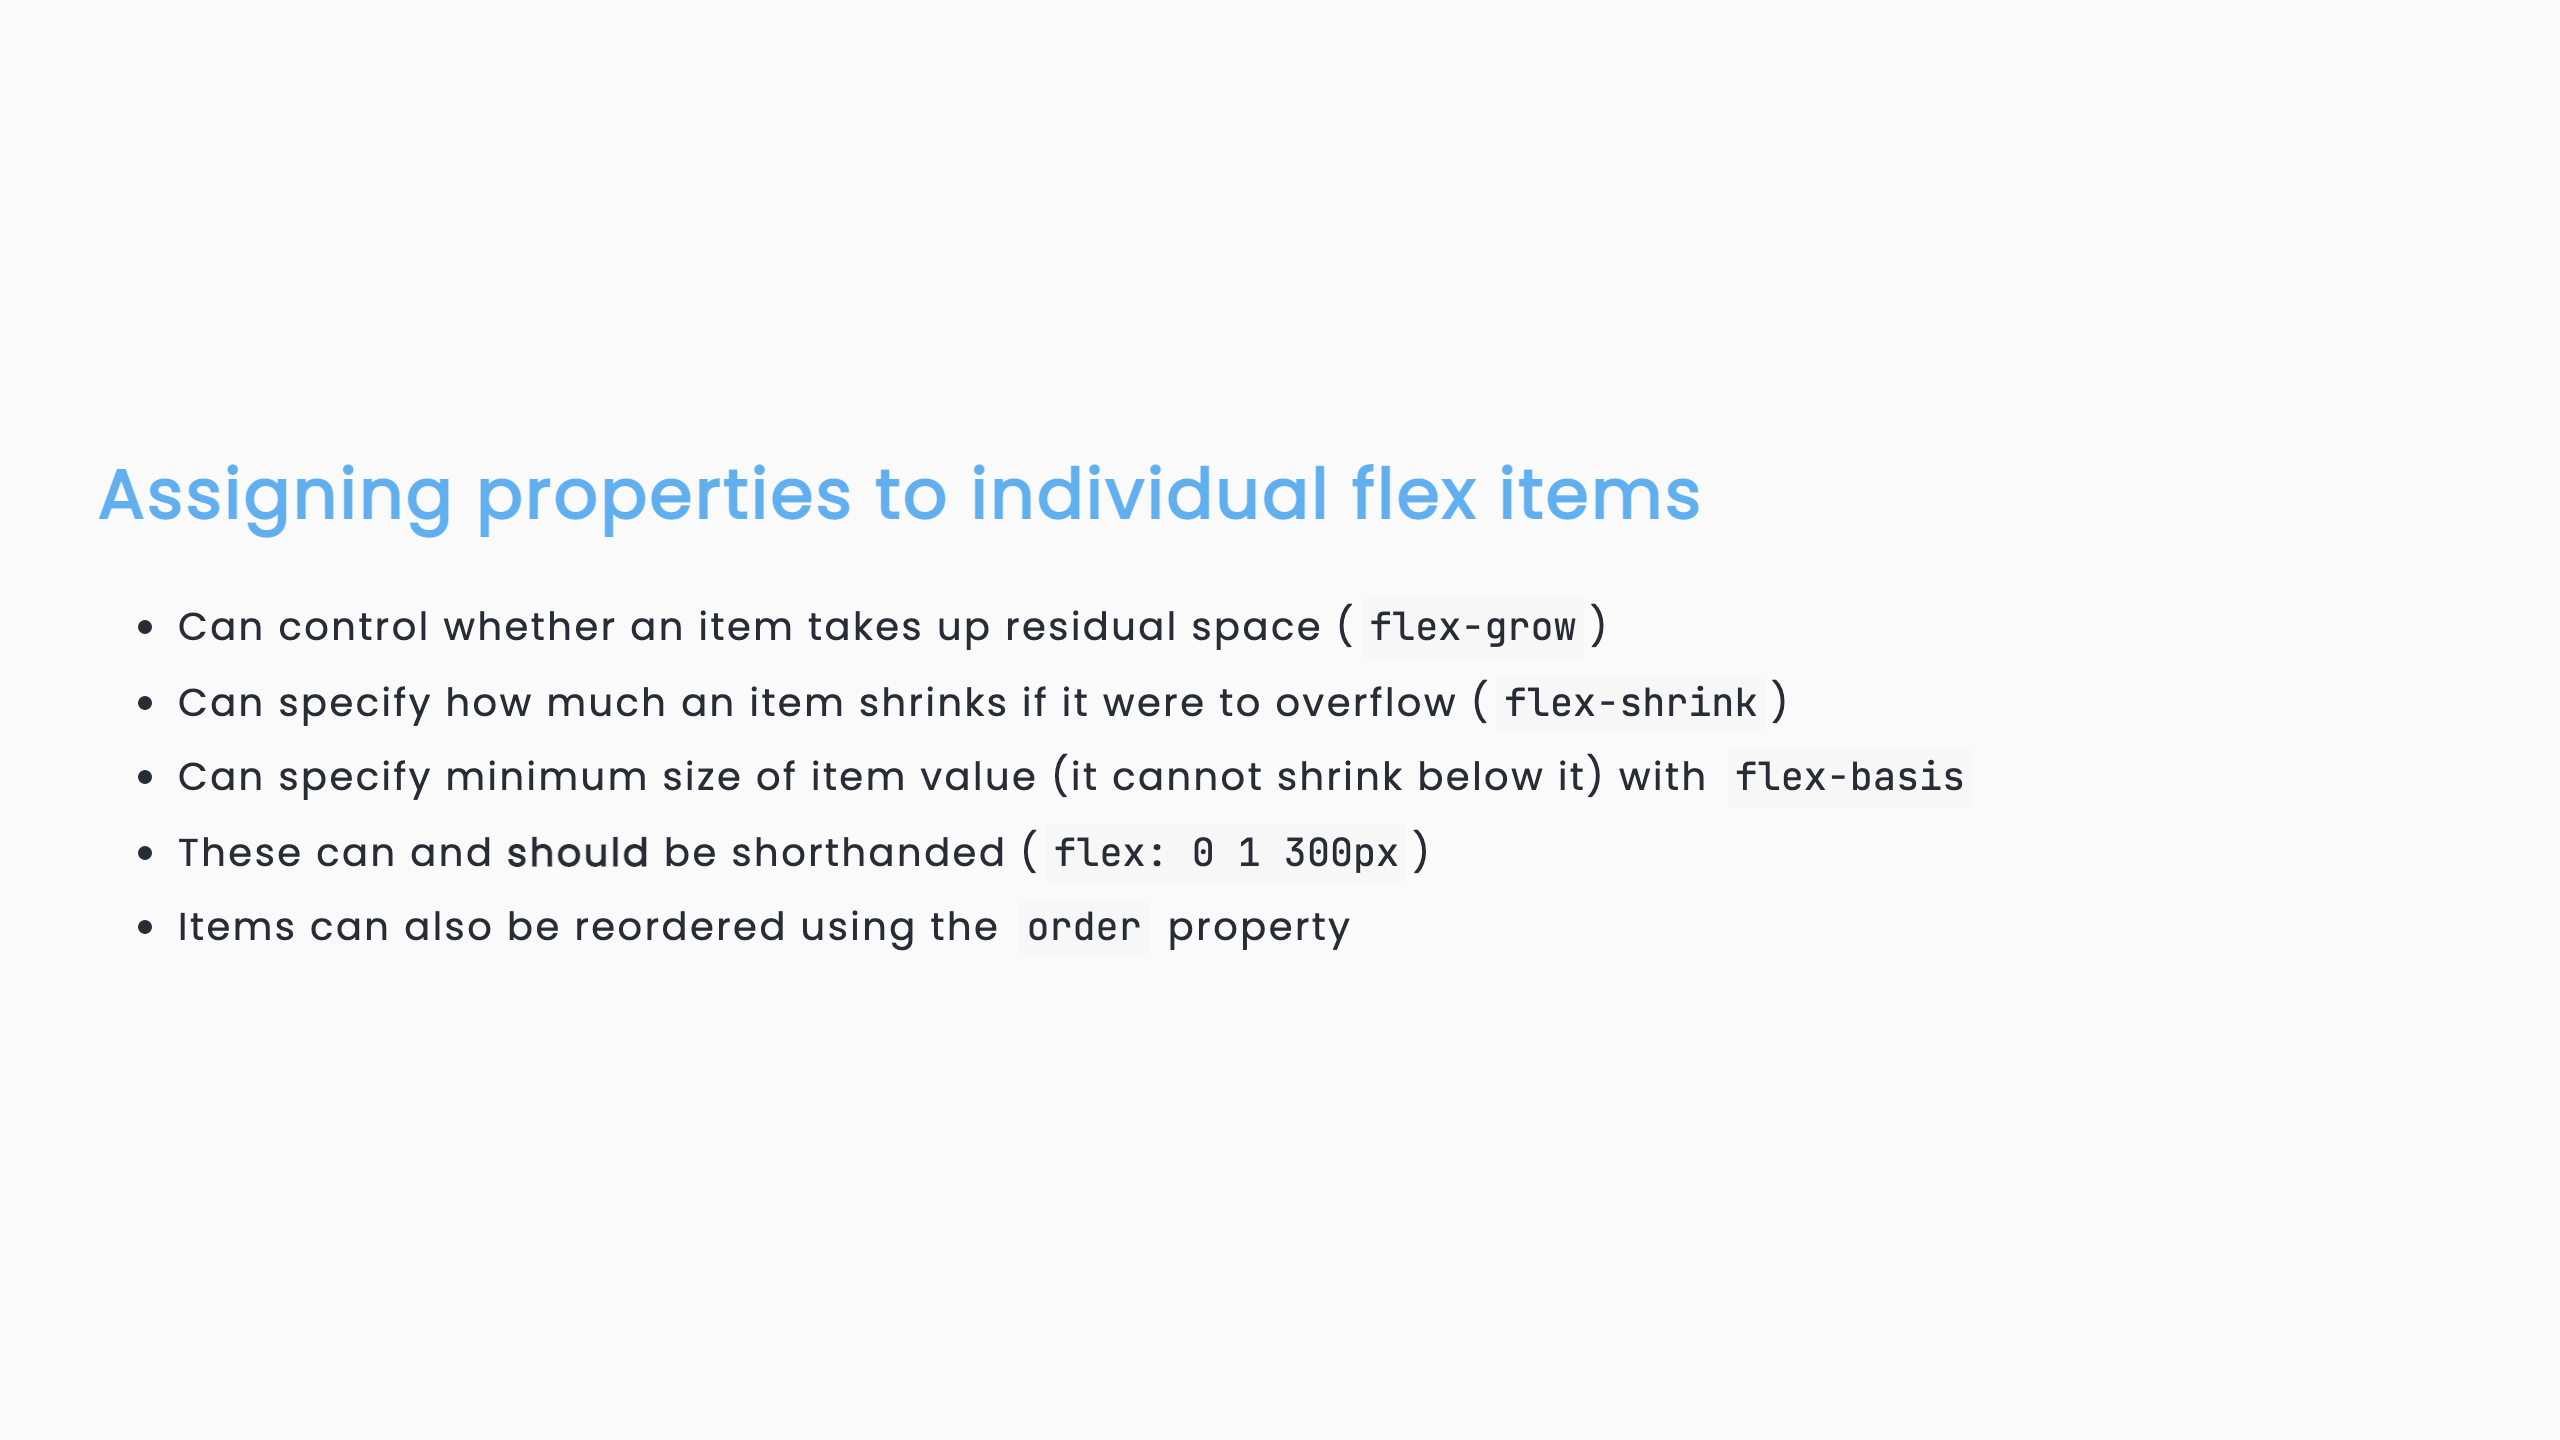 Assigning properties to individual flex items
• Can control whether an item takes up residual space ( flex-grow )
• Can specify how much an item shrinks if it were to overflow ( flex-shrink )
• Can specify minimum size of item value (it cannot shrink below it) with flex-basis
• These can and should be shorthanded ( flex: 0 1 300px )
• Items can also be reordered using the order property